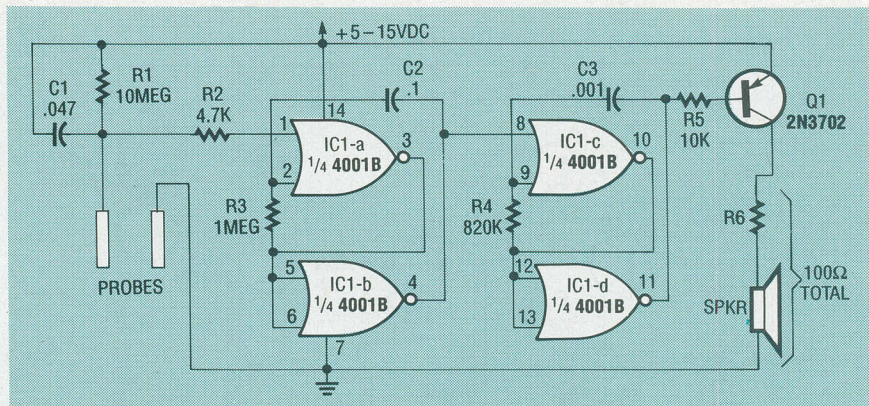 +5–15VDC
C1
.047
R1
10MEG
R2
4.7K
C2
.1
C3
.001
R5
10K
Q1
2N3702
14
1
2
3
IC1-a
1/4 4001B
8
9
10
IC1-c
1/4 4001B
R3
1MEG
R4
820K
R6
5
6
4
IC1-b
1/4 4001B
7
12
13
11
IC1-d
1/4 4001B
PROBES
SPKR
100Ω
TOTAL